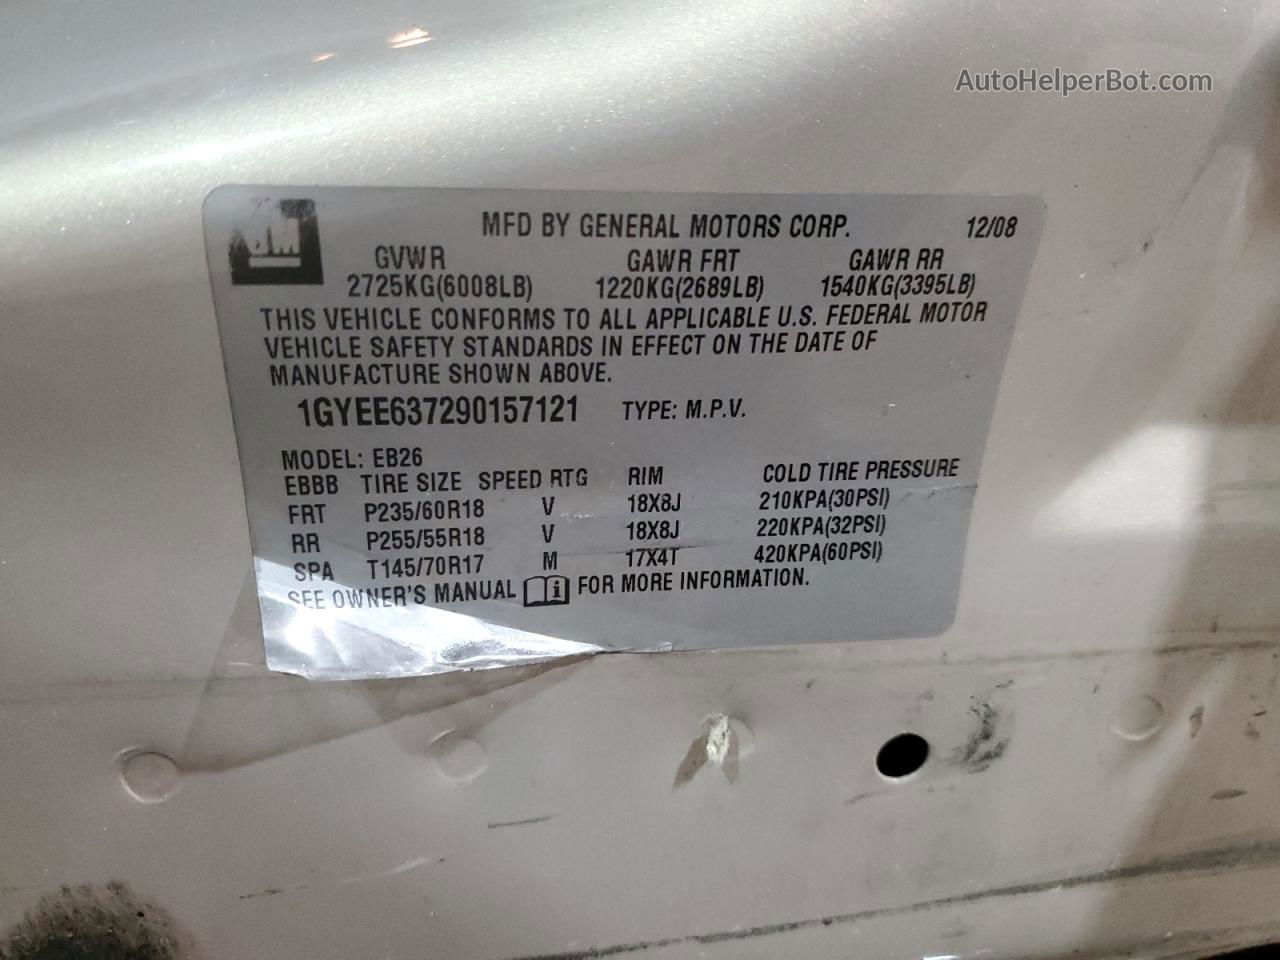 AutoHelperBot.com
GM
MFD BY GENERAL MOTORS CORP. 12/08
GVWR GAWR FRT GAWR RR
2725KG(6008LB) 1220KG(2689LB) 1540KG(3395LB)
THIS VEHICLE CONFORMS TO ALL APPLICABLE U.S. FEDERAL MOTOR
VEHICLE SAFETY STANDARDS IN EFFECT ON THE DATE OF
MANUFACTURE SHOWN ABOVE.
1GYEE637290157121 TYPE: M.P.V.
MODEL: EB26
EBBB TIRE SIZE SPEED RTG RIM COLD TIRE PRESSURE
FRT P235/60R18 V 18X8J 210KPA(30PSI)
RR P255/55R18 V 18X8J 220KPA(32PSI)
SPA T145/70R17 M 17X4T 420KPA(60PSI)
SEE OWNER'S MANUAL i FOR MORE INFORMATION.